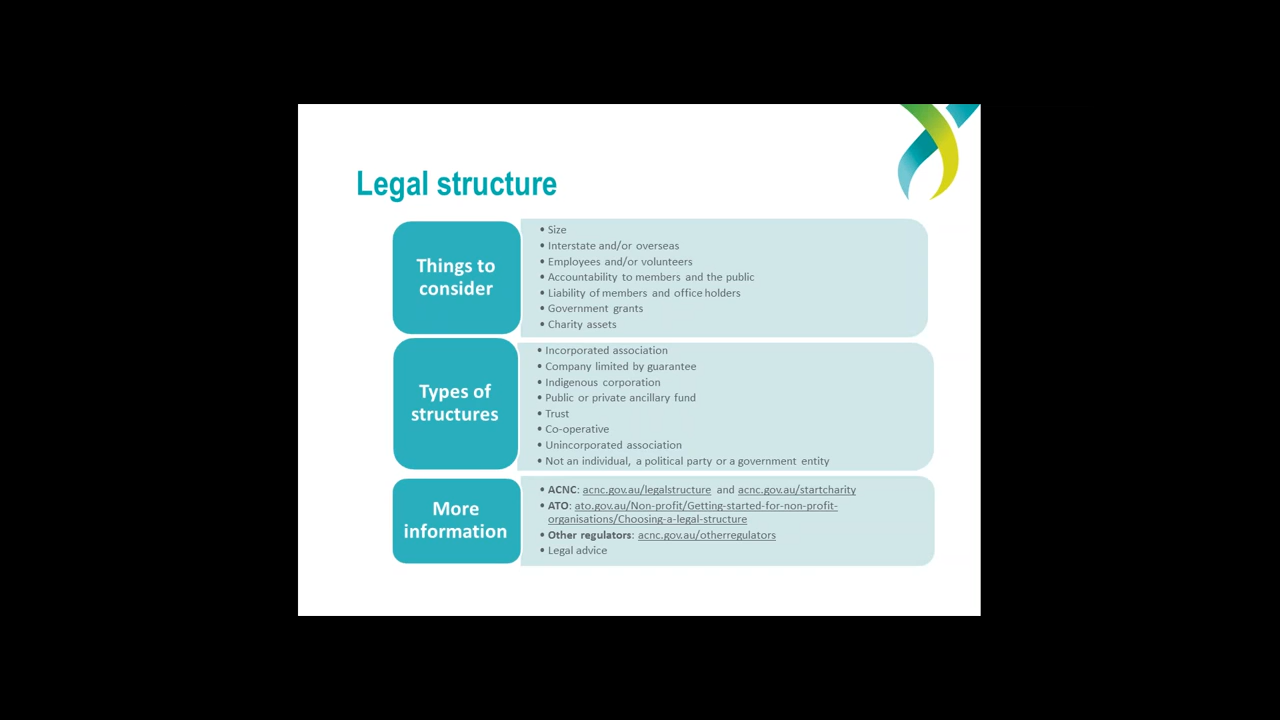 Legal structure
Things to
consider
• Size
• Interstate and/or overseas
• Employees and/or volunteers
• Accountability to members and the public
• Liability of members and office holders
• Government grants
• Charity assets
Types of
structures
• Incorporated association
• Company limited by guarantee
• Indigenous corporation
• Public or private ancillary fund
• Trust
• Co-operative
• Unincorporated association
• Not an individual, a political party or a government entity
More
information
• ACNC: acnc.gov.au/legalstructure and acnc.gov.au/startcharity
• ATO: ato.gov.au/Non-profit/Getting-started-for-non-profit-
organisations/Choosing-a-legal-structure
• Other regulators: acnc.gov.au/otherregulators
• Legal advice